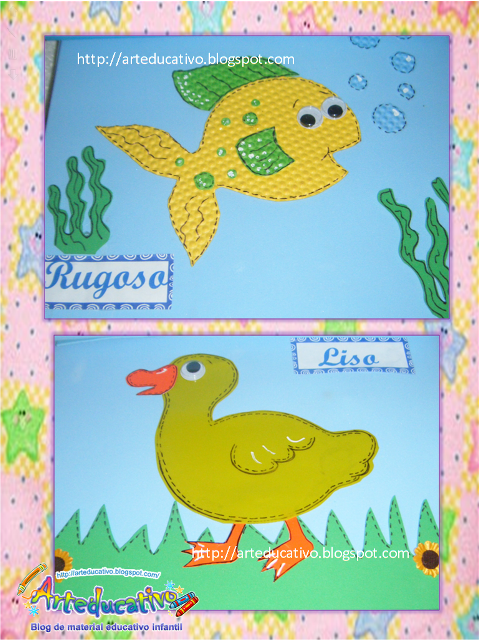 http://arteducativo.blogspot.com
Rugoso
Liso
http://arteducativo.blogspot.com
http://arteducativo.blogspot.com/
Arteducativo
Blog de material educativo infantil